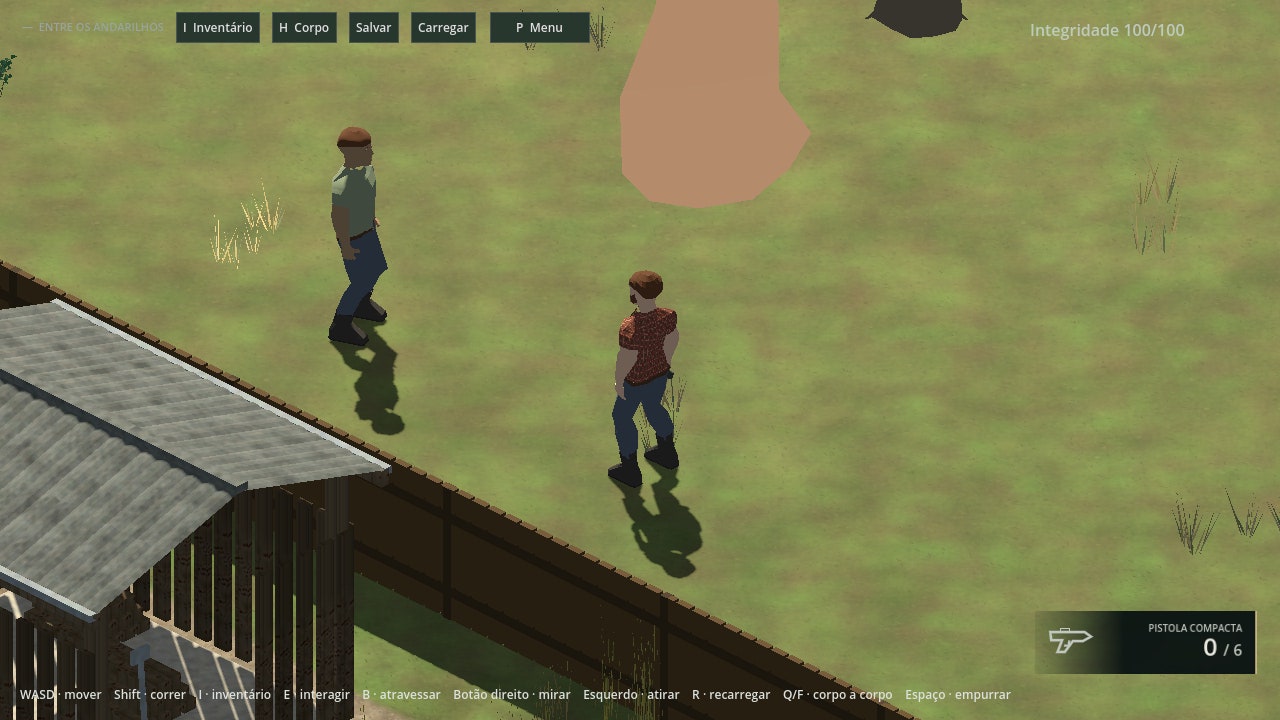 — ENTRE OS ANDARILHOS
I Inventário
H Corpo
Salvar
Carregar
P Menu
Integridade 100/100
PISTOLA COMPACTA
0 / 6
WASD · mover Shift · correr I · inventário E · interagir B · atravessar Botão direito · mirar Esquerdo · atirar R · recarregar Q/F · corpo a corpo Espaço · empurrar